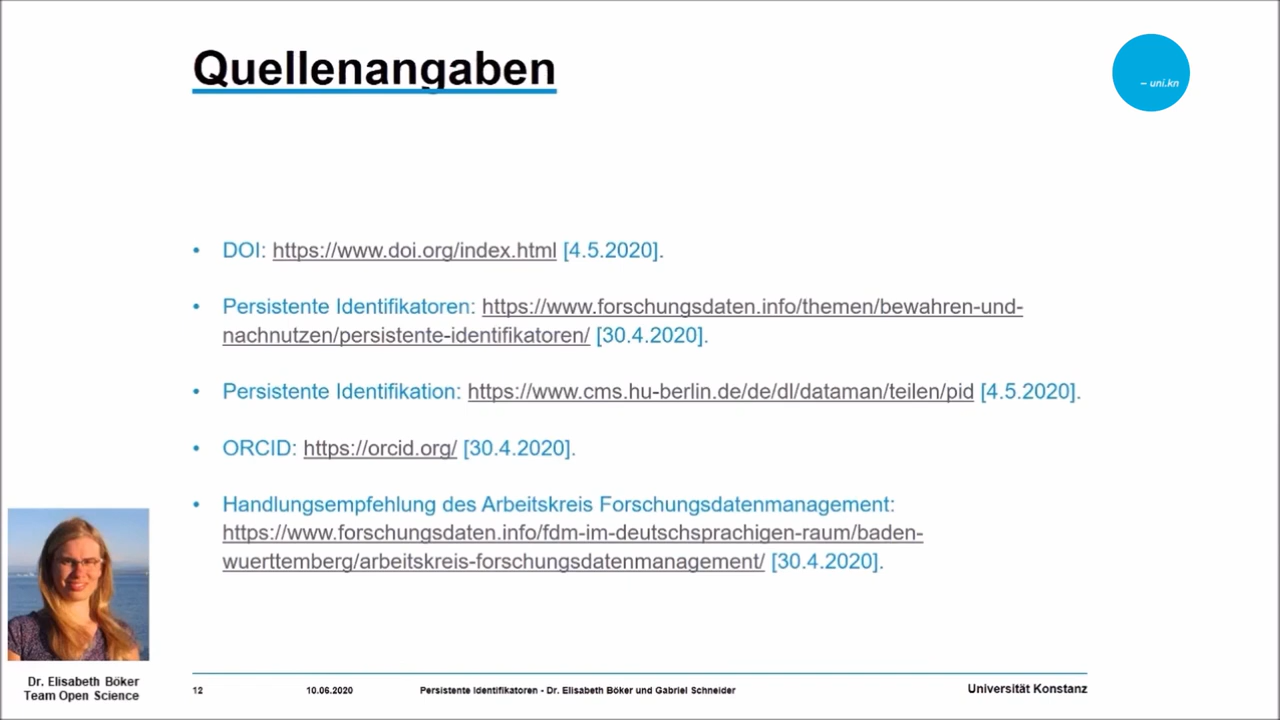 Quellenangaben
– uni.kn
• DOI: https://www.doi.org/index.html [4.5.2020].
• Persistente Identifikatoren: https://www.forschungsdaten.info/themen/bewahren-und-
nachnutzen/persistente-identifikatoren/ [30.4.2020].
• Persistente Identifikation: https://www.cms.hu-berlin.de/de/dl/dataman/teilen/pid [4.5.2020].
• ORCID: https://orcid.org/ [30.4.2020].
• Handlungsempfehlung des Arbeitskreis Forschungsdatenmanagement:
https://www.forschungsdaten.info/fdm-im-deutschsprachigen-raum/baden-
wuerttemberg/arbeitskreis-forschungsdatenmanagement/ [30.4.2020].
Dr. Elisabeth Böker
Team Open Science
12 10.06.2020 Persistente Identifikatoren - Dr. Elisabeth Böker und Gabriel Schneider Universität Konstanz